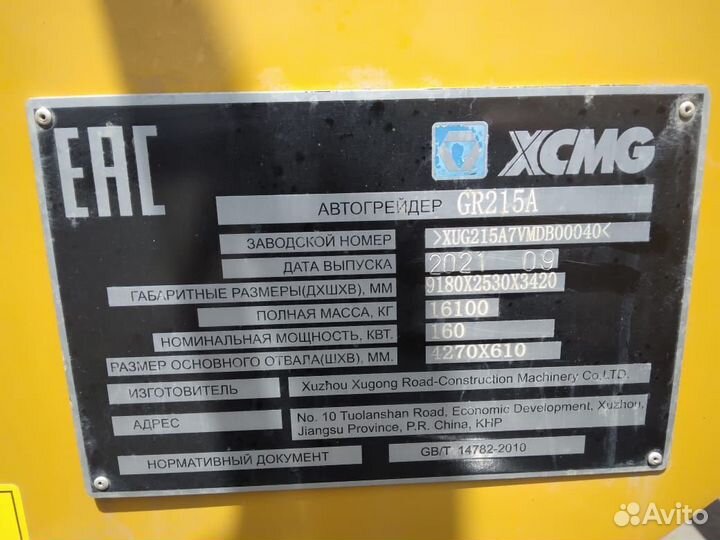 EAC
XCMG
АВТОГРЕЙДЕР GR215A
ЗАВОДСКОЙ НОМЕР >XUG215A7VMDB00040<
ДАТА ВЫПУСКА 2021 09
ГАБАРИТНЫЕ РАЗМЕРЫ(ДХШХВ), ММ 9180X2530X3420
ПОЛНАЯ МАССА, КГ 16100
НОМИНАЛЬНАЯ МОЩНОСТЬ, КВТ. 160
РАЗМЕР ОСНОВНОГО ОТВАЛА(ШХВ), ММ. 4270X610
ИЗГОТОВИТЕЛЬ Xuzhou Xugong Road-Construction Machinery Co.LTD.
АДРЕС No. 10 Tuolanshan Road, Economic Development, Xuzhou,
Jiangsu Province, P.R. China, КНР
НОРМАТИВНЫЙ ДОКУМЕНТ GB/T 14782-2010
Avito